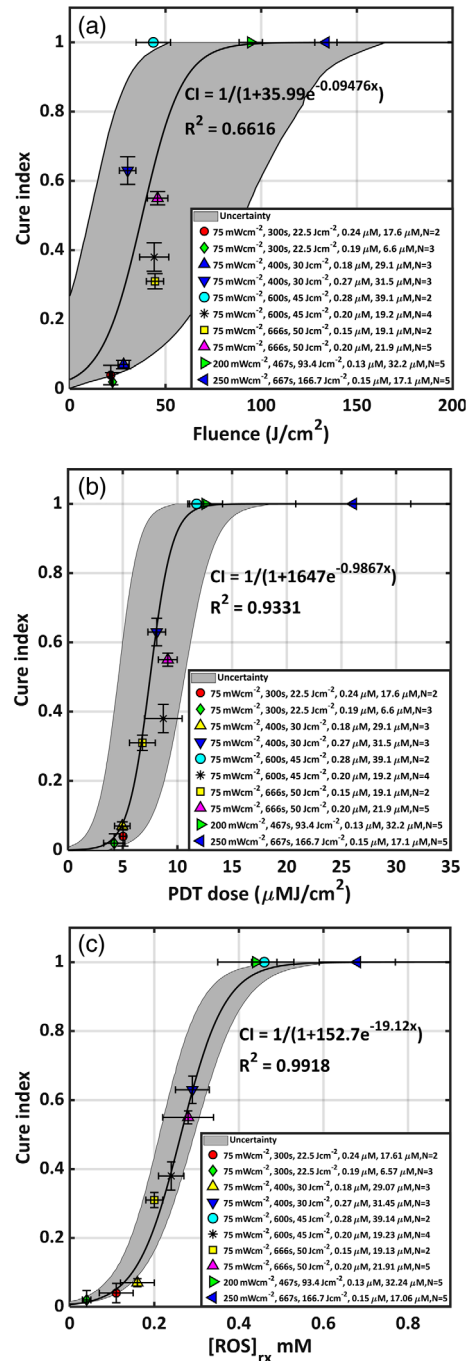 (a)
1
0.8
0.6
0.4
0.2
0
Cure index
CI = 1/(1+35.99e^-0.09476x)
R^2 = 0.6616
Uncertainty
75 mWcm^-2, 300s, 22.5 Jcm^-2, 0.24 μM, 17.6 μM,N=2
75 mWcm^-2, 300s, 22.5 Jcm^-2, 0.19 μM, 6.6 μM,N=3
75 mWcm^-2, 400s, 30 Jcm^-2, 0.18 μM, 29.1 μM,N=3
75 mWcm^-2, 400s, 30 Jcm^-2, 0.27 μM, 31.5 μM,N=3
75 mWcm^-2, 600s, 45 Jcm^-2, 0.28 μM, 39.1 μM,N=2
75 mWcm^-2, 600s, 45 Jcm^-2, 0.20 μM, 19.2 μM,N=4
75 mWcm^-2, 666s, 50 Jcm^-2, 0.15 μM, 19.1 μM,N=2
75 mWcm^-2, 666s, 50 Jcm^-2, 0.20 μM, 21.9 μM,N=5
200 mWcm^-2, 467s, 93.4 Jcm^-2, 0.13 μM, 32.2 μM,N=5
250 mWcm^-2, 667s, 166.7 Jcm^-2, 0.15 μM, 17.1 μM,N=5
0 50 100 150 200
Fluence (J/cm^2)
(b)
1
0.8
0.6
0.4
0.2
0
Cure index
CI = 1/(1+1647e^-0.9867x)
R^2 = 0.9331
Uncertainty
75 mWcm^-2, 300s, 22.5 Jcm^-2, 0.24 μM, 17.6 μM,N=2
75 mWcm^-2, 300s, 22.5 Jcm^-2, 0.19 μM, 6.6 μM,N=3
75 mWcm^-2, 400s, 30 Jcm^-2, 0.18 μM, 29.1 μM,N=3
75 mWcm^-2, 400s, 30 Jcm^-2, 0.27 μM, 31.5 μM,N=3
75 mWcm^-2, 600s, 45 Jcm^-2, 0.28 μM, 39.1 μM,N=2
75 mWcm^-2, 600s, 45 Jcm^-2, 0.20 μM, 19.2 μM,N=4
75 mWcm^-2, 666s, 50 Jcm^-2, 0.15 μM, 19.1 μM,N=2
75 mWcm^-2, 666s, 50 Jcm^-2, 0.20 μM, 21.9 μM,N=5
200 mWcm^-2, 467s, 93.4 Jcm^-2, 0.13 μM, 32.2 μM,N=5
250 mWcm^-2, 667s, 166.7 Jcm^-2, 0.15 μM, 17.1 μM,N=5
0 5 10 15 20 25 30 35
PDT dose (μMJ/cm^2)
(c)
1
0.8
0.6
0.4
0.2
0
Cure index
CI = 1/(1+152.7e^-19.12x)
R^2 = 0.9918
Uncertainty
75 mWcm^-2, 300s, 22.5 Jcm^-2, 0.24 μM, 17.61 μM,N=2
75 mWcm^-2, 300s, 22.5 Jcm^-2, 0.19 μM, 6.57 μM,N=3
75 mWcm^-2, 400s, 30 Jcm^-2, 0.18 μM, 29.07 μM,N=3
75 mWcm^-2, 400s, 30 Jcm^-2, 0.27 μM, 31.45 μM,N=3
75 mWcm^-2, 600s, 45 Jcm^-2, 0.28 μM, 39.14 μM,N=2
75 mWcm^-2, 600s, 45 Jcm^-2, 0.20 μM, 19.23 μM,N=4
75 mWcm^-2, 666s, 50 Jcm^-2, 0.15 μM, 19.13 μM,N=2
75 mWcm^-2, 666s, 50 Jcm^-2, 0.20 μM, 21.91 μM,N=5
200 mWcm^-2, 467s, 93.4 Jcm^-2, 0.13 μM, 32.24 μM,N=5
250 mWcm^-2, 667s, 166.7 Jcm^-2, 0.15 μM, 17.06 μM,N=5
0 0.2 0.4 0.6 0.8
[ROS]rx mM